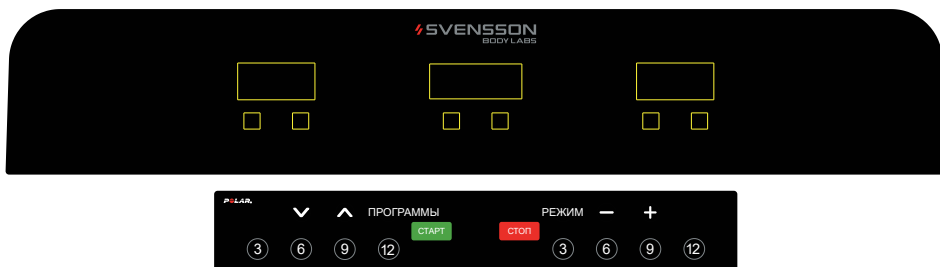 SVENSSON
BODY LABS
POLAR.
ПРОГРАММЫ РЕЖИМ − +
СТАРТ СТОП
3 6 9 12 3 6 9 12